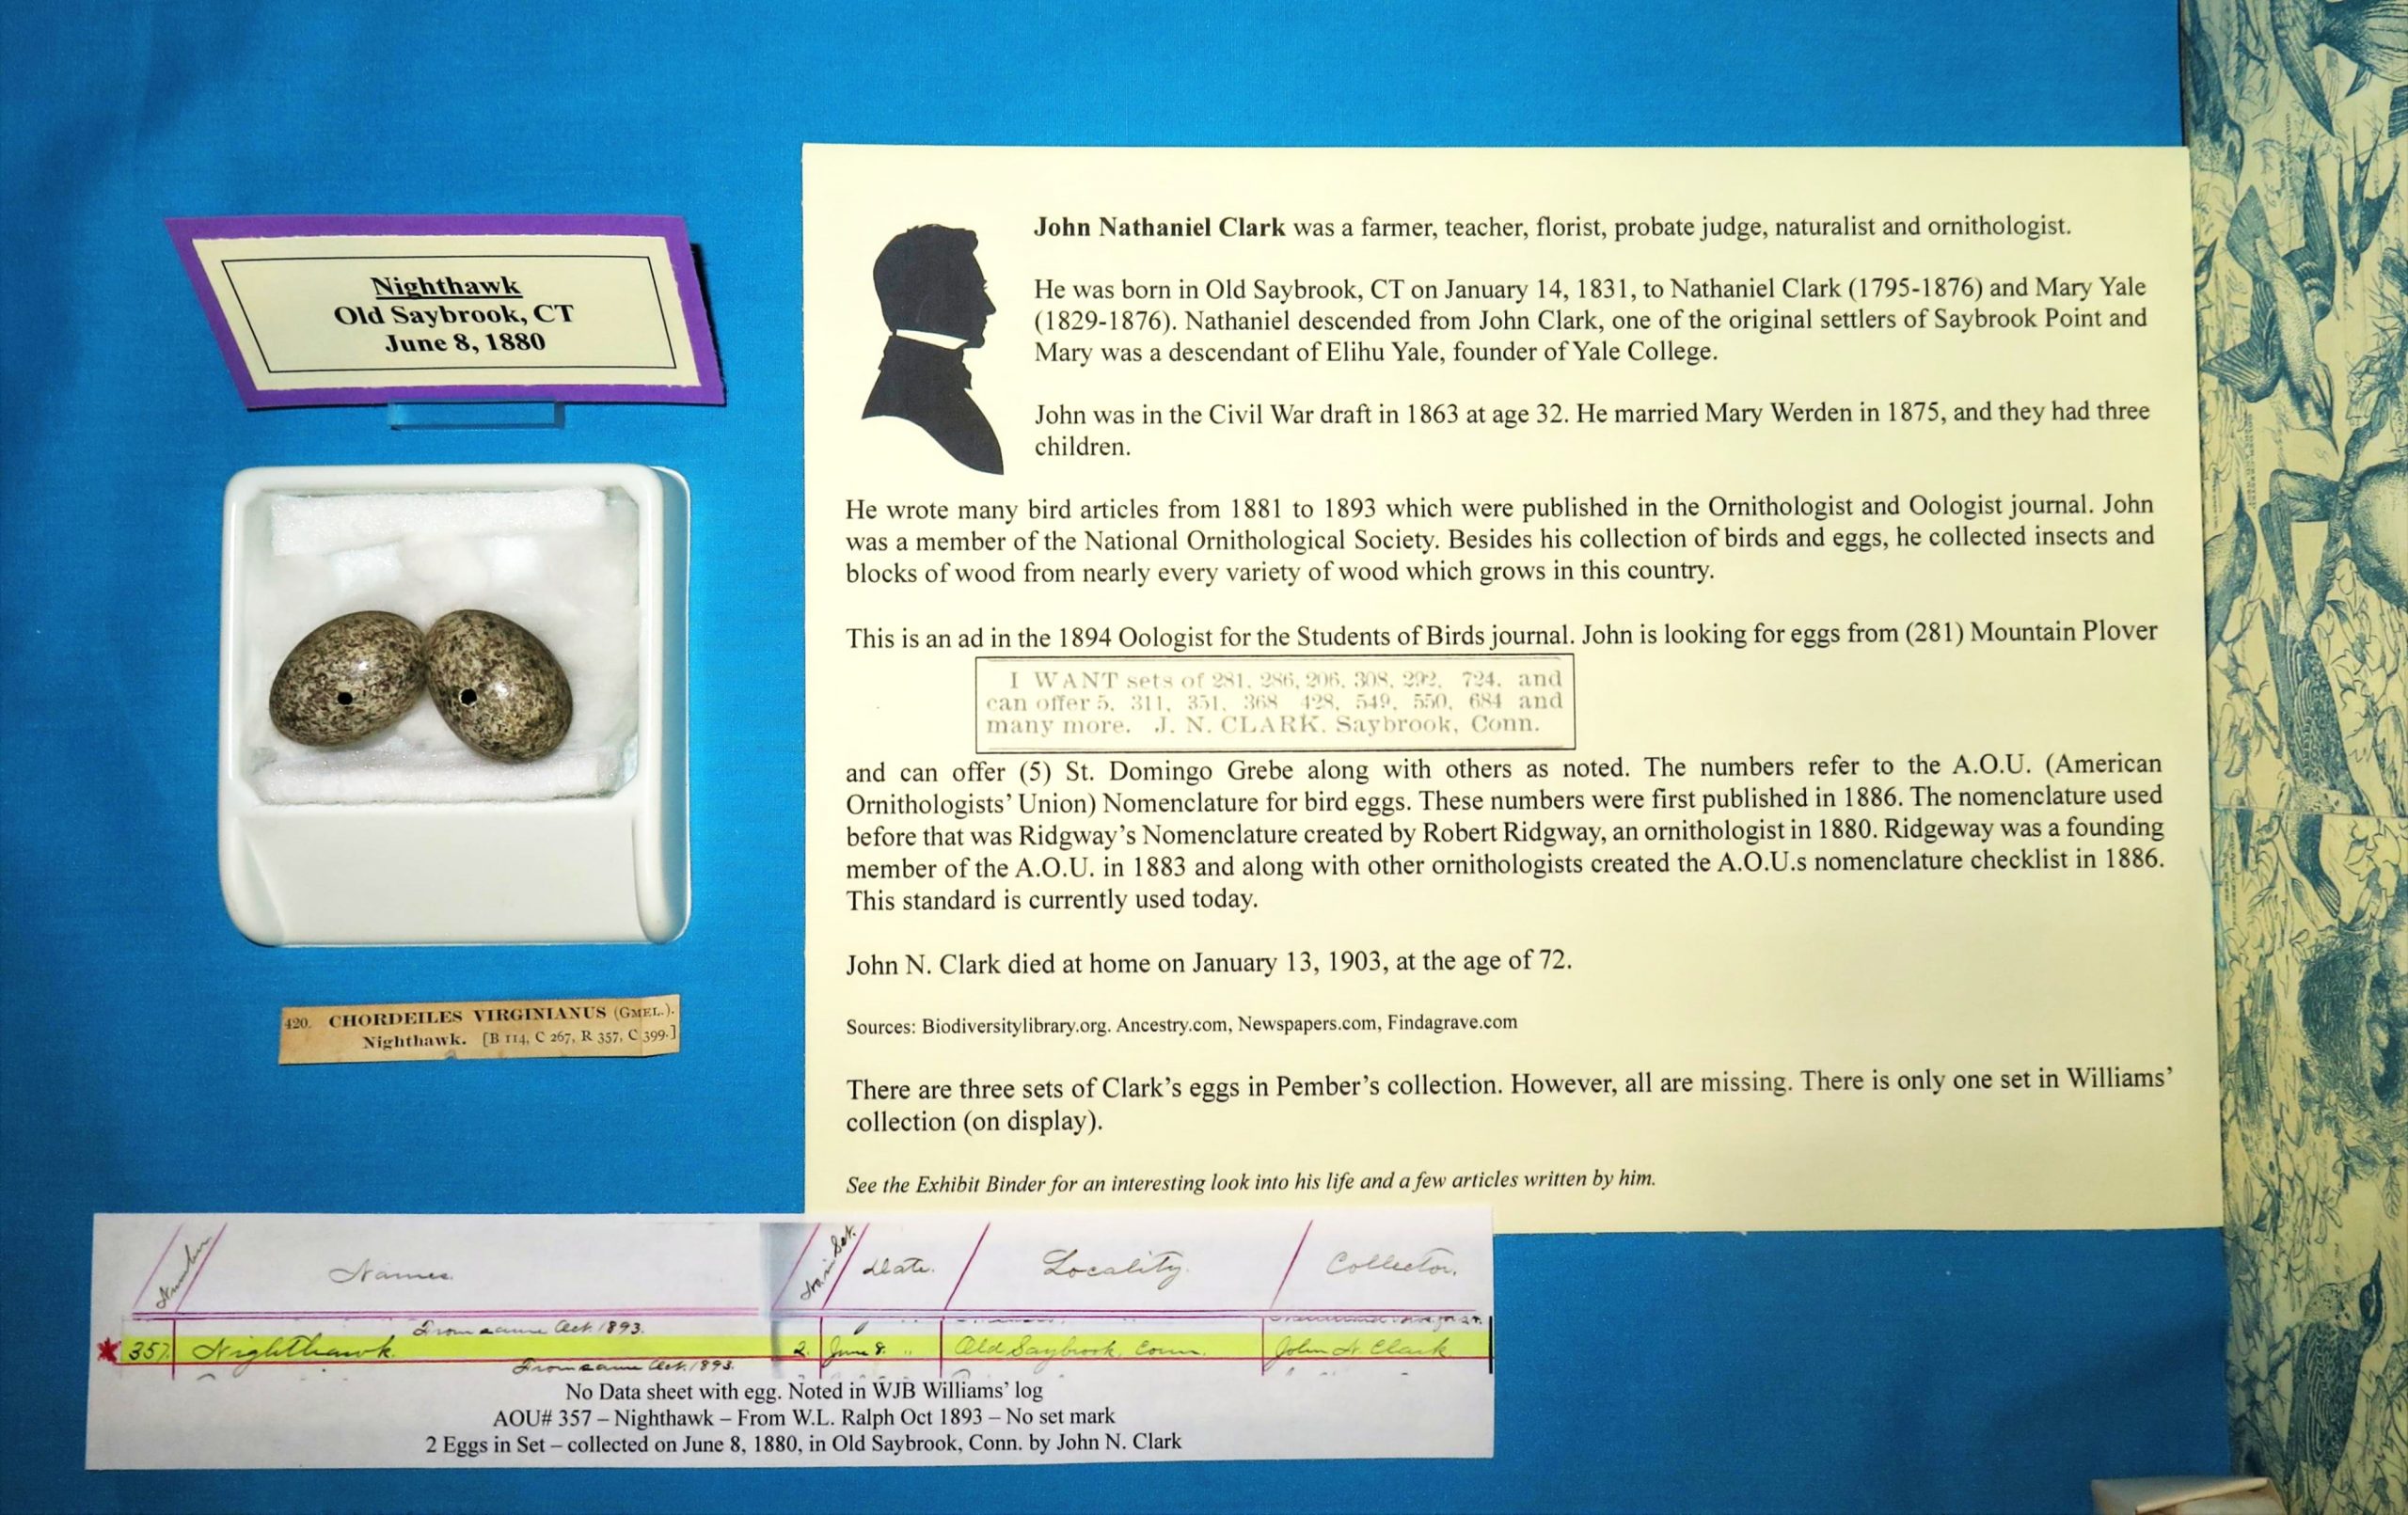 Nighthawk
Old Saybrook, CT
June 8, 1880
420. CHORDEILES VIRGINIANUS (GMEL.).
Nighthawk. [B 114, C 267, R 357, C 399.]
John Nathaniel Clark was a farmer, teacher, florist, probate judge, naturalist and ornithologist.
He was born in Old Saybrook, CT on January 14, 1831, to Nathaniel Clark (1795-1876) and Mary Yale
(1829-1876). Nathaniel descended from John Clark, one of the original settlers of Saybrook Point and
Mary was a descendant of Elihu Yale, founder of Yale College.
John was in the Civil War draft in 1863 at age 32. He married Mary Werden in 1875, and they had three
children.
He wrote many bird articles from 1881 to 1893 which were published in the Ornithologist and Oologist journal. John
was a member of the National Ornithological Society. Besides his collection of birds and eggs, he collected insects and
blocks of wood from nearly every variety of wood which grows in this country.
This is an ad in the 1894 Oologist for the Students of Birds journal. John is looking for eggs from (281) Mountain Plover
I WANT sets of 281, 286, 206, 308, 292, 724, and
can offer 5, 311, 351, 368 428, 549, 550, 684 and
many more. J. N. CLARK, Saybrook, Conn.
and can offer (5) St. Domingo Grebe along with others as noted. The numbers refer to the A.O.U. (American
Ornithologists' Union) Nomenclature for bird eggs. These numbers were first published in 1886. The nomenclature used
before that was Ridgway's Nomenclature created by Robert Ridgway, an ornithologist in 1880. Ridgeway was a founding
member of the A.O.U. in 1883 and along with other ornithologists created the A.O.U.s nomenclature checklist in 1886.
This standard is currently used today.
John N. Clark died at home on January 13, 1903, at the age of 72.
Sources: Biodiversitylibrary.org. Ancestry.com, Newspapers.com, Findagrave.com
There are three sets of Clark's eggs in Pember's collection. However, all are missing. There is only one set in Williams'
collection (on display).
See the Exhibit Binder for an interesting look into his life and a few articles written by him.
Number Names. No. in Set. Date. Locality. Collector.
From same Oct. 1893.
357. Nighthawk. 2. June 8. " Old Saybrook, Conn. John N. Clark
From same Oct. 1893.
No Data sheet with egg. Noted in WJB Williams' log
AOU# 357 – Nighthawk – From W.L. Ralph Oct 1893 – No set mark
2 Eggs in Set – collected on June 8, 1880, in Old Saybrook, Conn. by John N. Clark